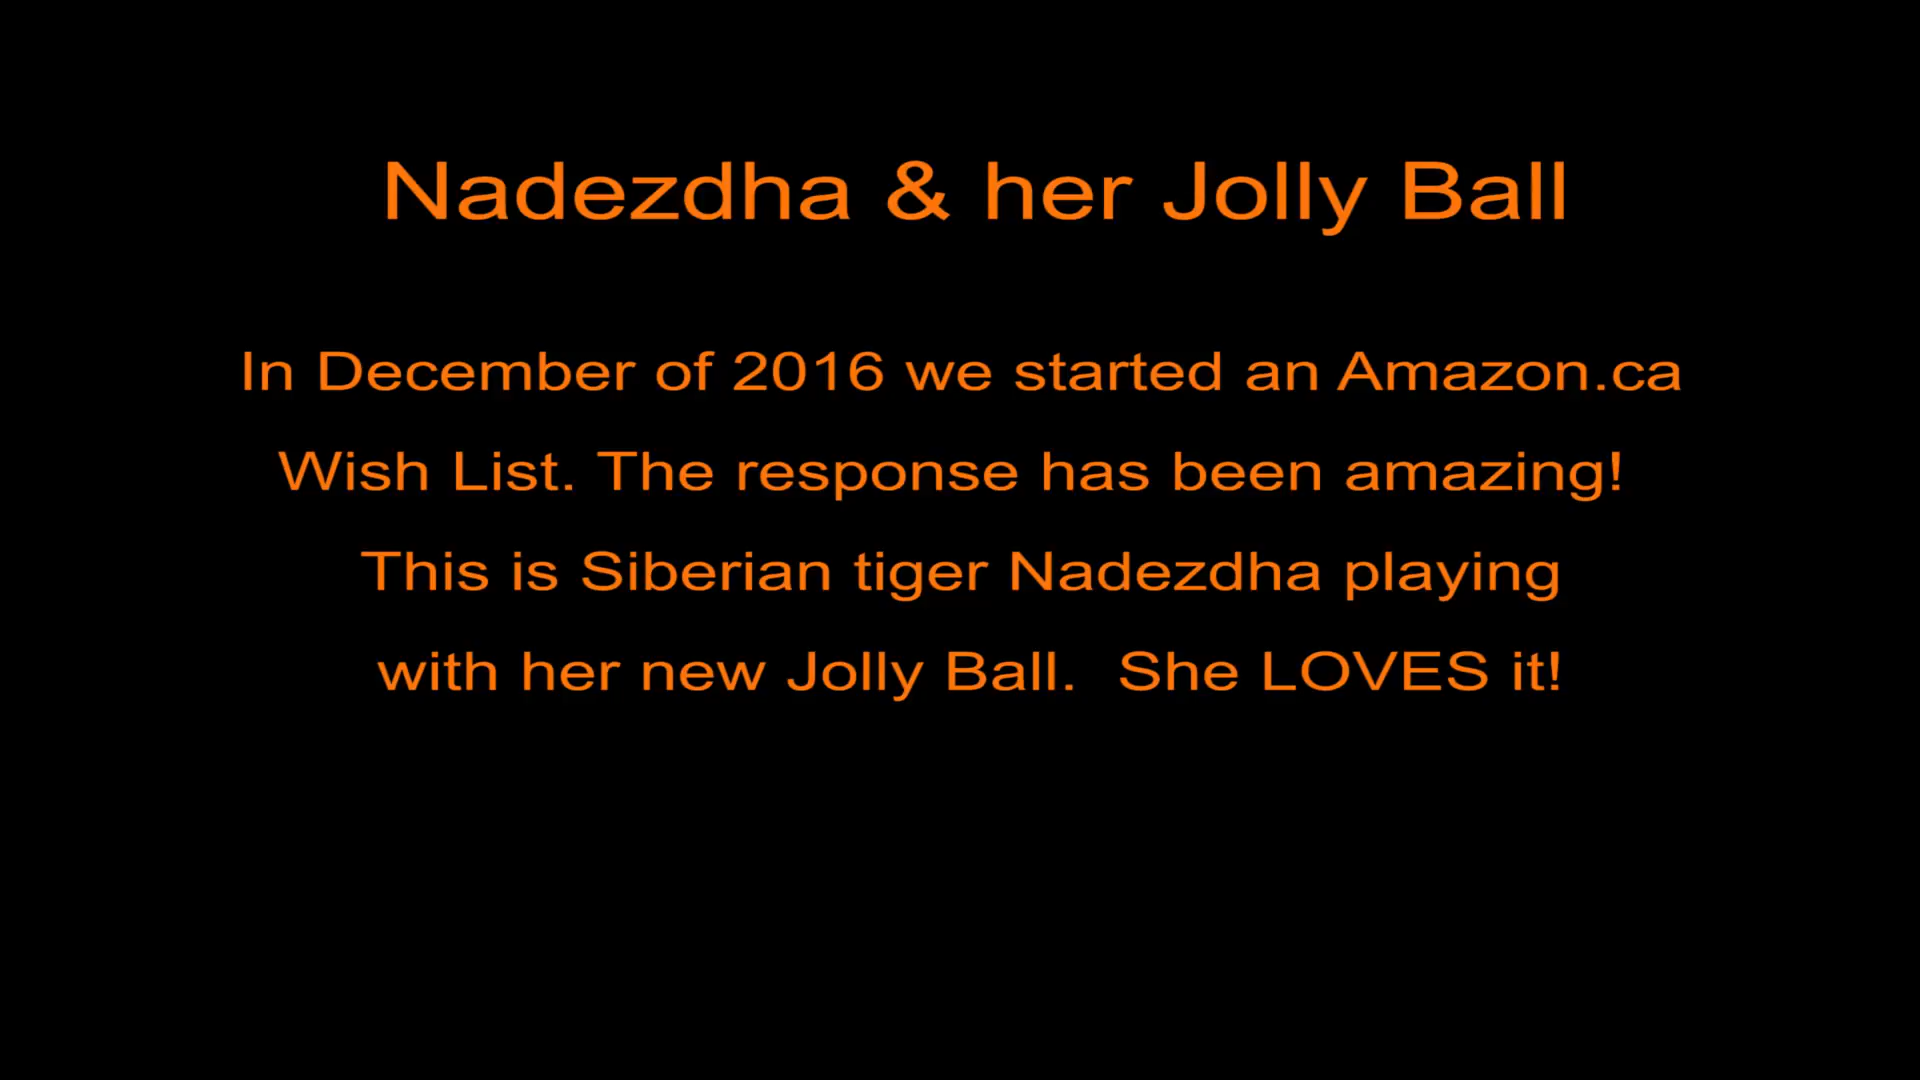 Nadezdha & her Jolly Ball
In December of 2016 we started an Amazon.ca
Wish List. The response has been amazing!
This is Siberian tiger Nadezdha playing
with her new Jolly Ball.  She LOVES it!